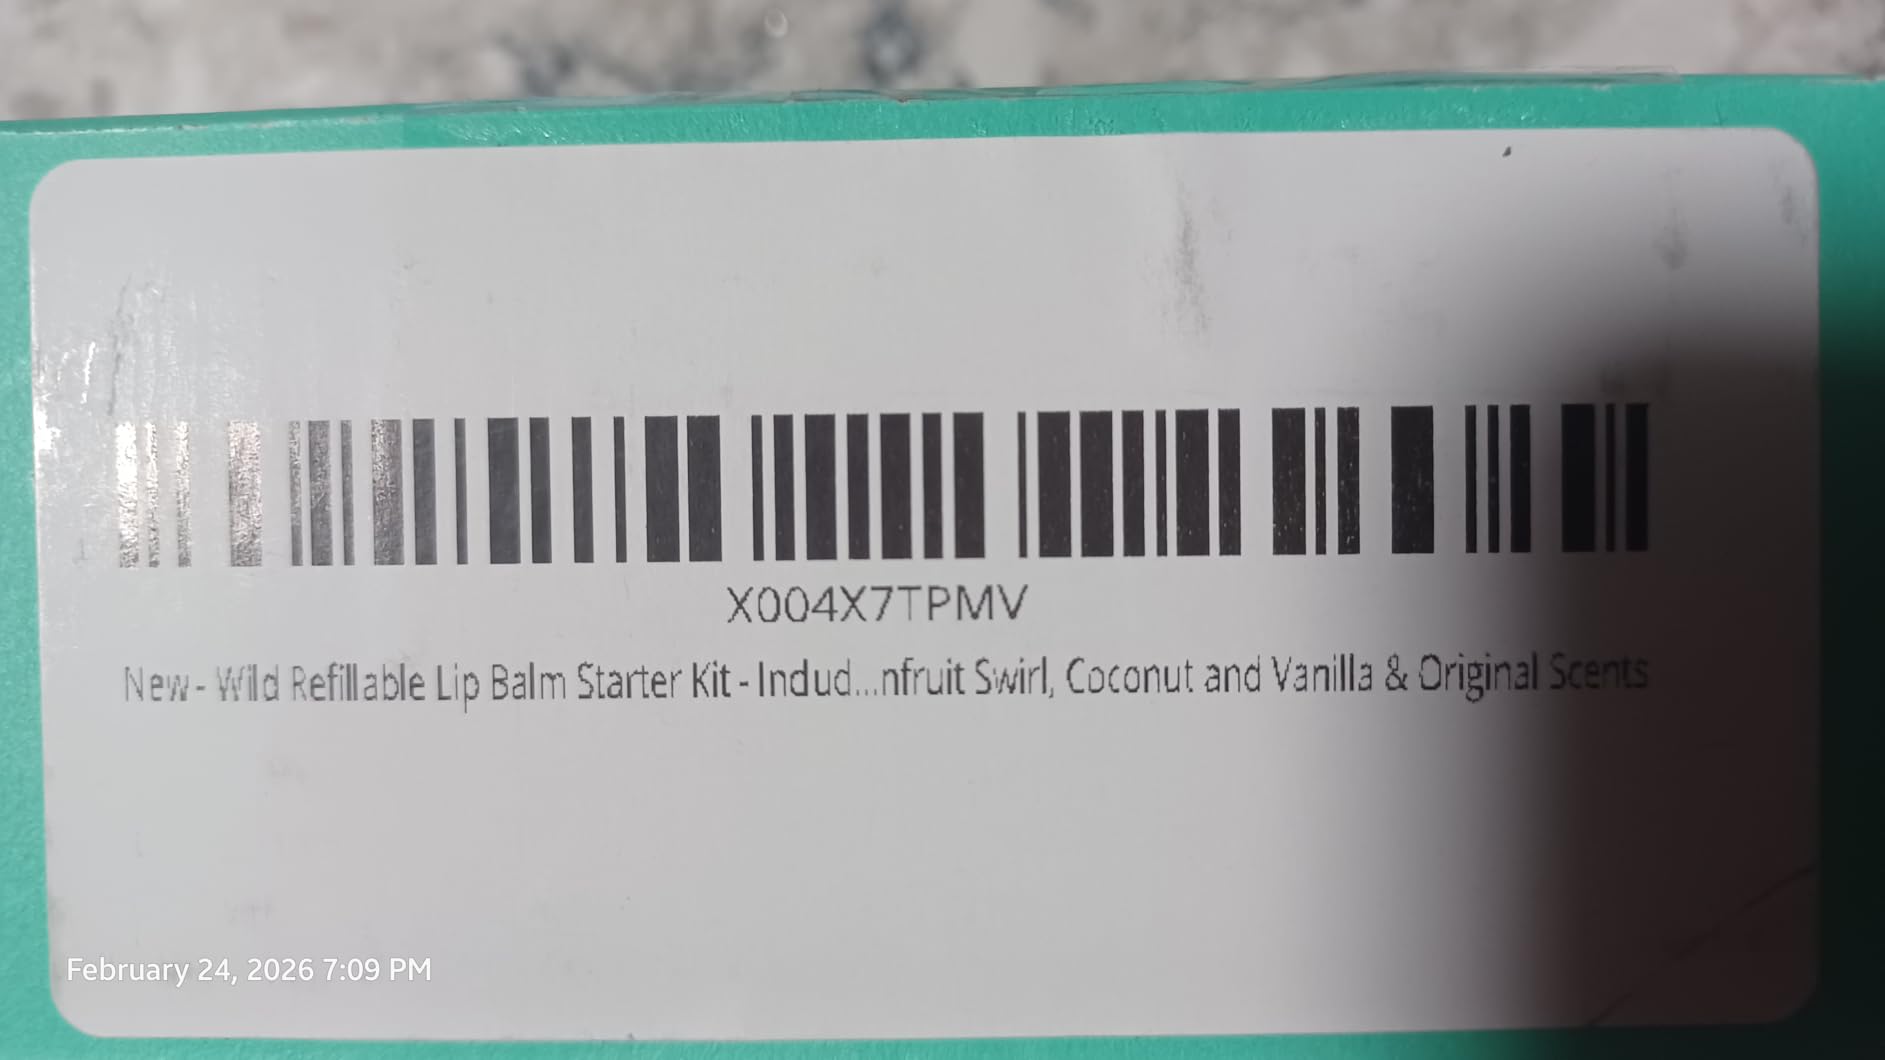 X004X7TPMV
New - Wild Refillable Lip Balm Starter Kit - Includ...nfruit Swirl, Coconut and Vanilla & Original Scents
February 24, 2026 7:09 PM